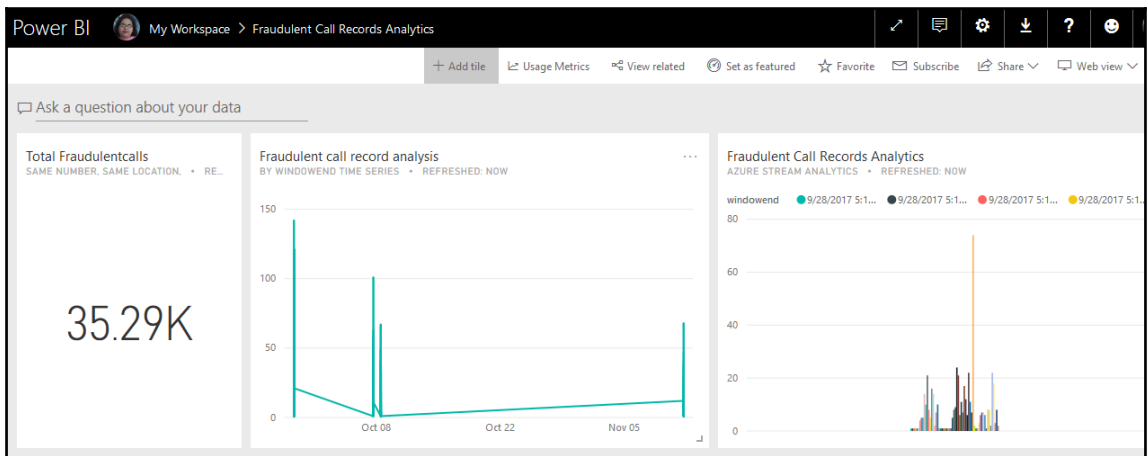 Power BI My Workspace > Fraudulent Call Records Analytics ?
+ Add tile Usage Metrics View related Set as featured Favorite Subscribe Share Web view
Ask a question about your data
Total Fraudulentcalls
SAME NUMBER, SAME LOCATION, • RE...
35.29K
Fraudulent call record analysis ...
BY WINDOWEND TIME SERIES • REFRESHED: NOW
150
100
50
0
Oct 08 Oct 22 Nov 05
Fraudulent Call Records Analytics
AZURE STREAM ANALYTICS • REFRESHED: NOW
windowend 9/28/2017 5:1... 9/28/2017 5:1... 9/28/2017 5:1... 9/28/2017 5:1...
80
60
40
20
0